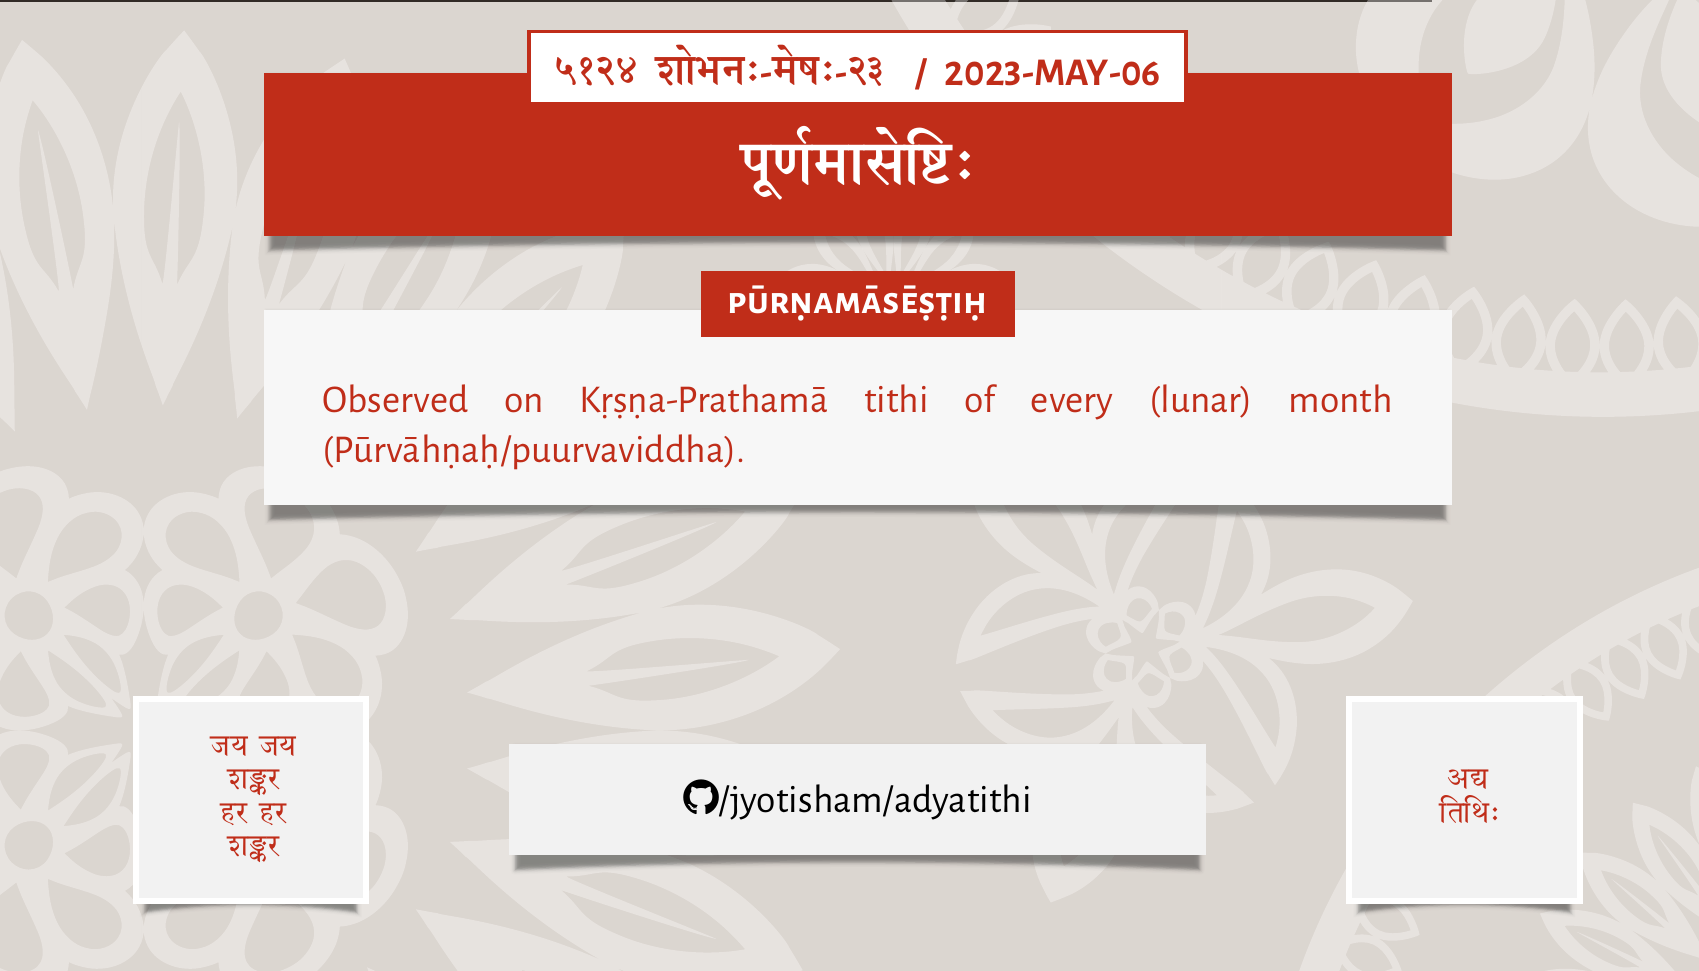 ५१२४ शोभनः-मेषः-२३ / 2023-MAY-06
पूर्णमासेष्टिः
PŪRṆAMĀSĒṢṬIḤ
Observed on Kṛṣṇa-Prathamā tithi of every (lunar) month
(Pūrvāhṇaḥ/puurvaviddha).
जय जय
शङ्कर
हर हर
शङ्कर
/jyotisham/adyatithi
अद्य
तिथिः